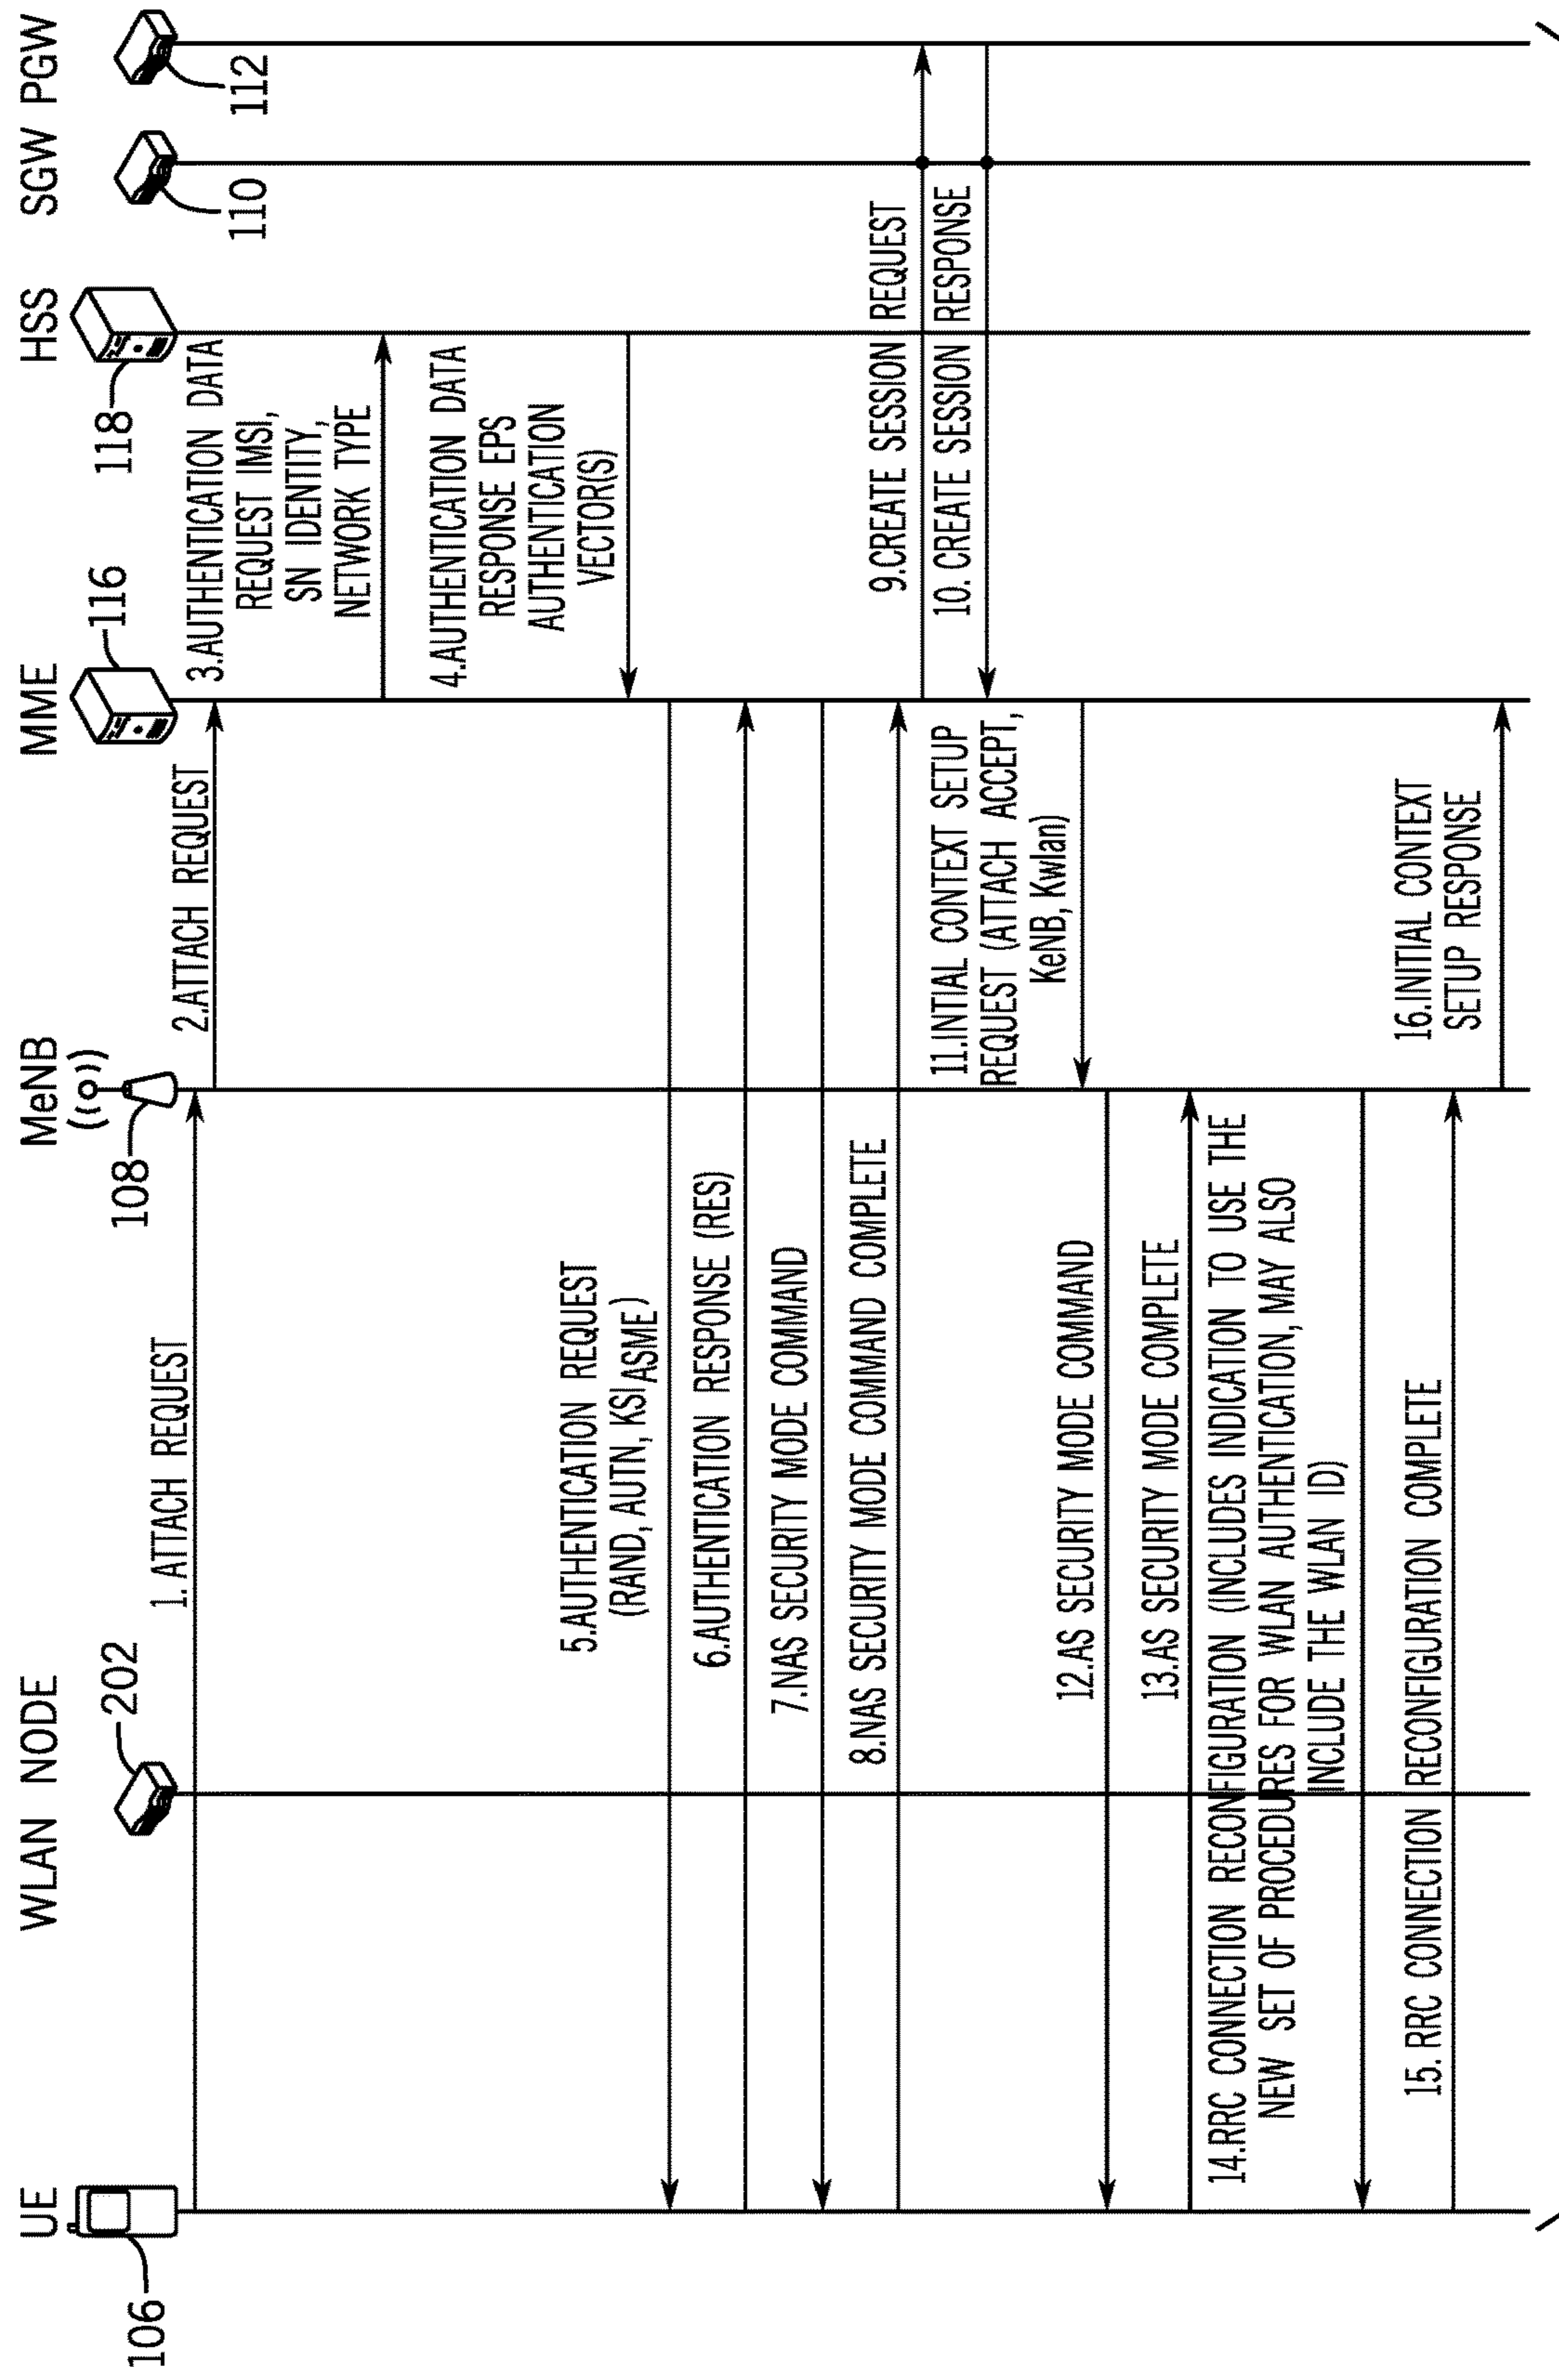 UE
WLAN NODE
MeNB
MME
HSS
SGW
PGW
106
202
108
116
118
110
112
1. ATTACH REQUEST
2.ATTACH REQUEST
3.AUTHENTICATION DATA
REQUEST IMSI,
SN IDENTITY,
NETWORK TYPE
4.AUTHENTICATION DATA
RESPONSE EPS
AUTHENTICATION
VECTOR(S)
5.AUTHENTICATION REQUEST
(RAND, AUTN, KSIASME)
6.AUTHENTICATION RESPONSE (RES)
7.NAS SECURITY MODE COMMAND
8.NAS SECURITY MODE COMMAND COMPLETE
9.CREATE SESSION REQUEST
10. CREATE SESSION RESPONSE
11.INTIAL CONTEXT SETUP
REQUEST (ATTACH ACCEPT,
KeNB, Kwlan)
12.AS SECURITY MODE COMMAND
13.AS SECURITY MODE COMPLETE
14.RRC CONNECTION RECONFIGURATION (INCLUDES INDICATION TO USE THE
NEW SET OF PROCEDURES FOR WLAN AUTHENTICATION, MAY ALSO
INCLUDE THE WLAN ID)
15. RRC CONNECTION RECONFIGURATION COMPLETE
16.INITIAL CONTEXT
SETUP RESPONSE